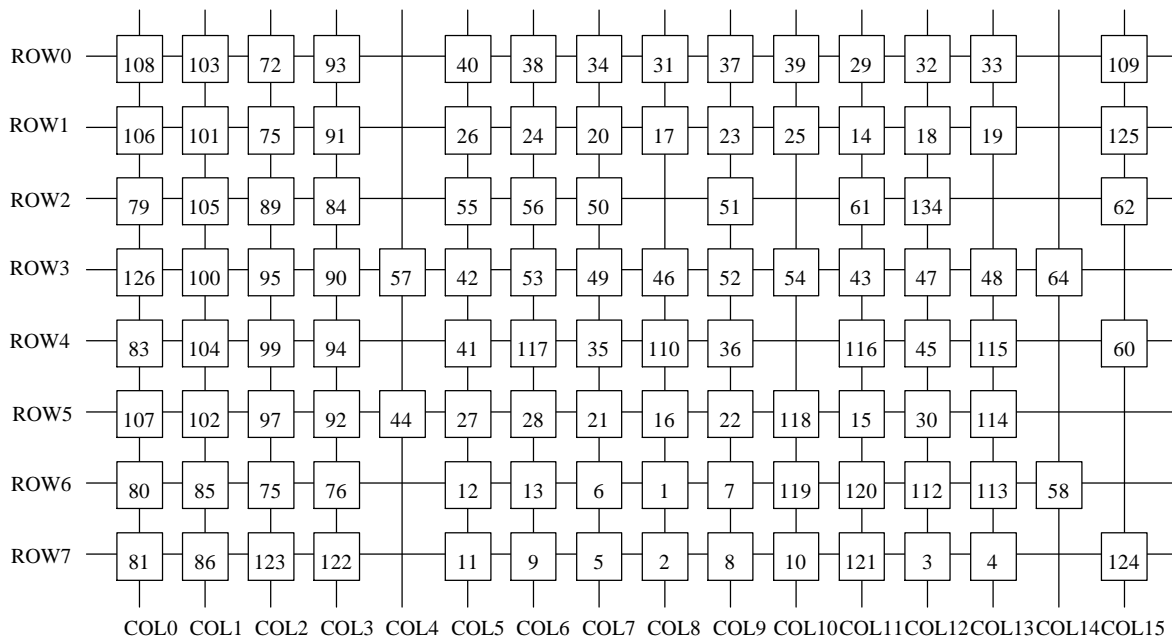 ROW0 108 103 72 93 40 38 34 31 37 39 29 32 33 109
ROW1 106 101 75 91 26 24 20 17 23 25 14 18 19 125
ROW2 79 105 89 84 55 56 50 51 61 134 62
ROW3 126 100 95 90 57 42 53 49 46 52 54 43 47 48 64
ROW4 83 104 99 94 41 117 35 110 36 116 45 115 60
ROW5 107 102 97 92 44 27 28 21 16 22 118 15 30 114
ROW6 80 85 75 76 12 13 6 1 7 119 120 112 113 58
ROW7 81 86 123 122 11 9 5 2 8 10 121 3 4 124
COL0 COL1 COL2 COL3 COL4 COL5 COL6 COL7 COL8 COL9 COL10 COL11 COL12 COL13 COL14 COL15